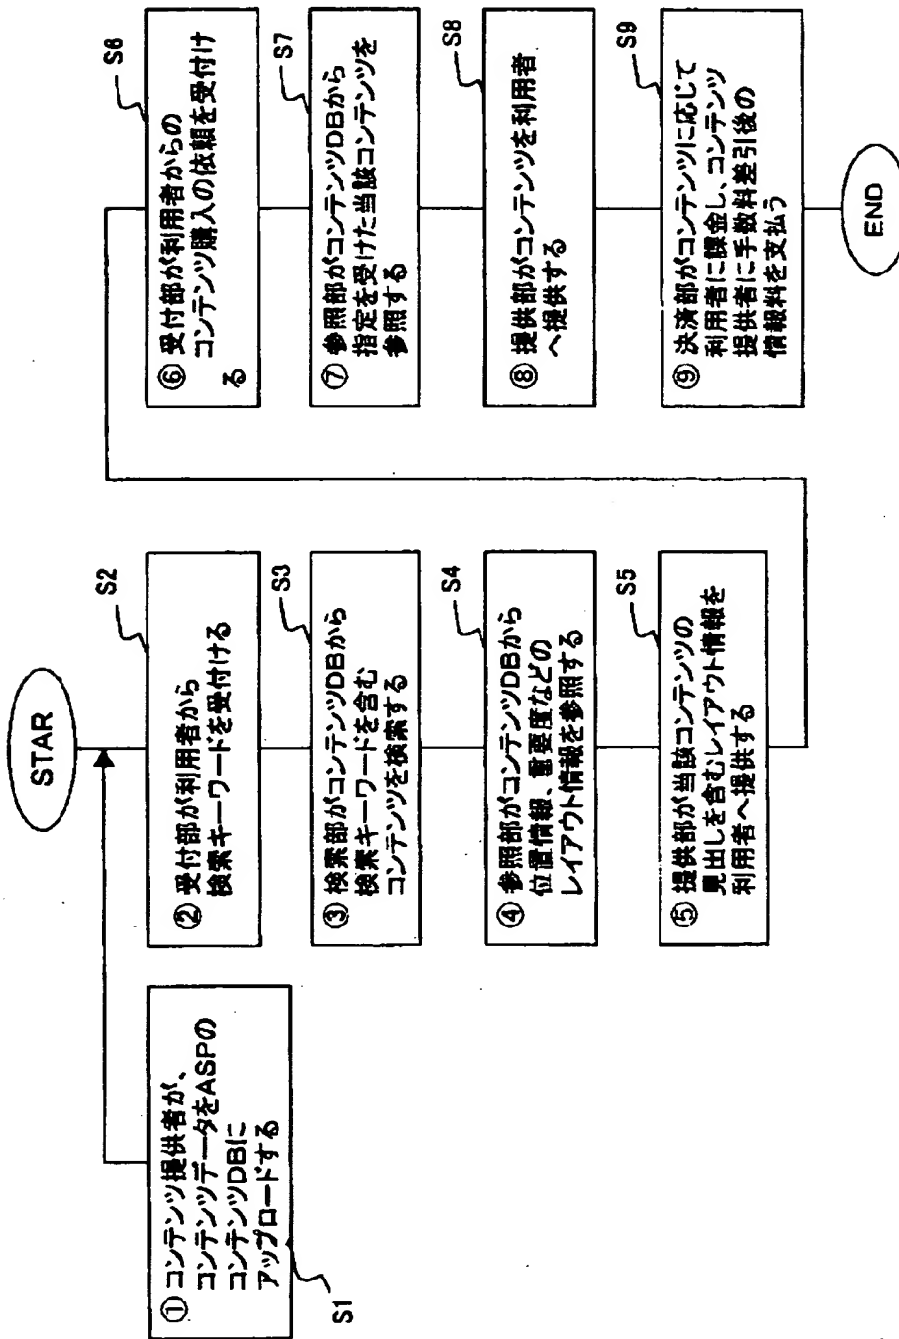 STAR
① コンテンツ提供者が、
コンテンツデータをASPの
コンテンツDBに
アップロードする
S1
② 受付部が利用者から
検索キーワードを受付ける
S2
③ 検索部がコンテンツDBから
検索キーワードを含む
コンテンツを検索する
S3
④ 参照部がコンテンツDBから
位置情報、重要度などの
レイアウト情報を参照する
S4
⑤ 提供部が当該コンテンツの
見出しを含むレイアウト情報を
利用者へ提供する
S5
⑥ 受付部が利用者からの
コンテンツ購入の依頼を受付け
る
S6
⑦ 参照部がコンテンツDBから
指定を受けた当該コンテンツを
参照する
S7
⑧ 提供部がコンテンツを利用者
へ提供する
S8
⑨ 決済部がコンテンツに応じて
利用者に課金し、コンテンツ
提供者に手数料差引後の
情報料を支払う
S9
END